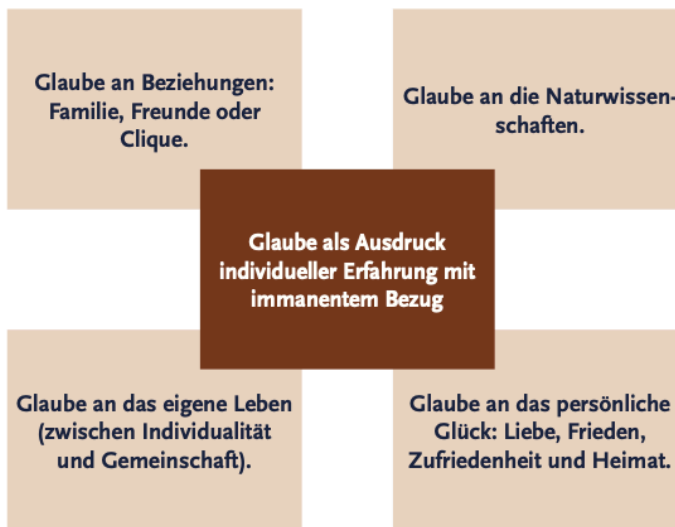 Glaube an Beziehungen:
Familie, Freunde oder
Clique.
Glaube an die Naturwissen-
schaften.
Glaube als Ausdruck
individueller Erfahrung mit
immanentem Bezug
Glaube an das eigene Leben
(zwischen Individualität
und Gemeinschaft).
Glaube an das persönliche
Glück: Liebe, Frieden,
Zufriedenheit und Heimat.